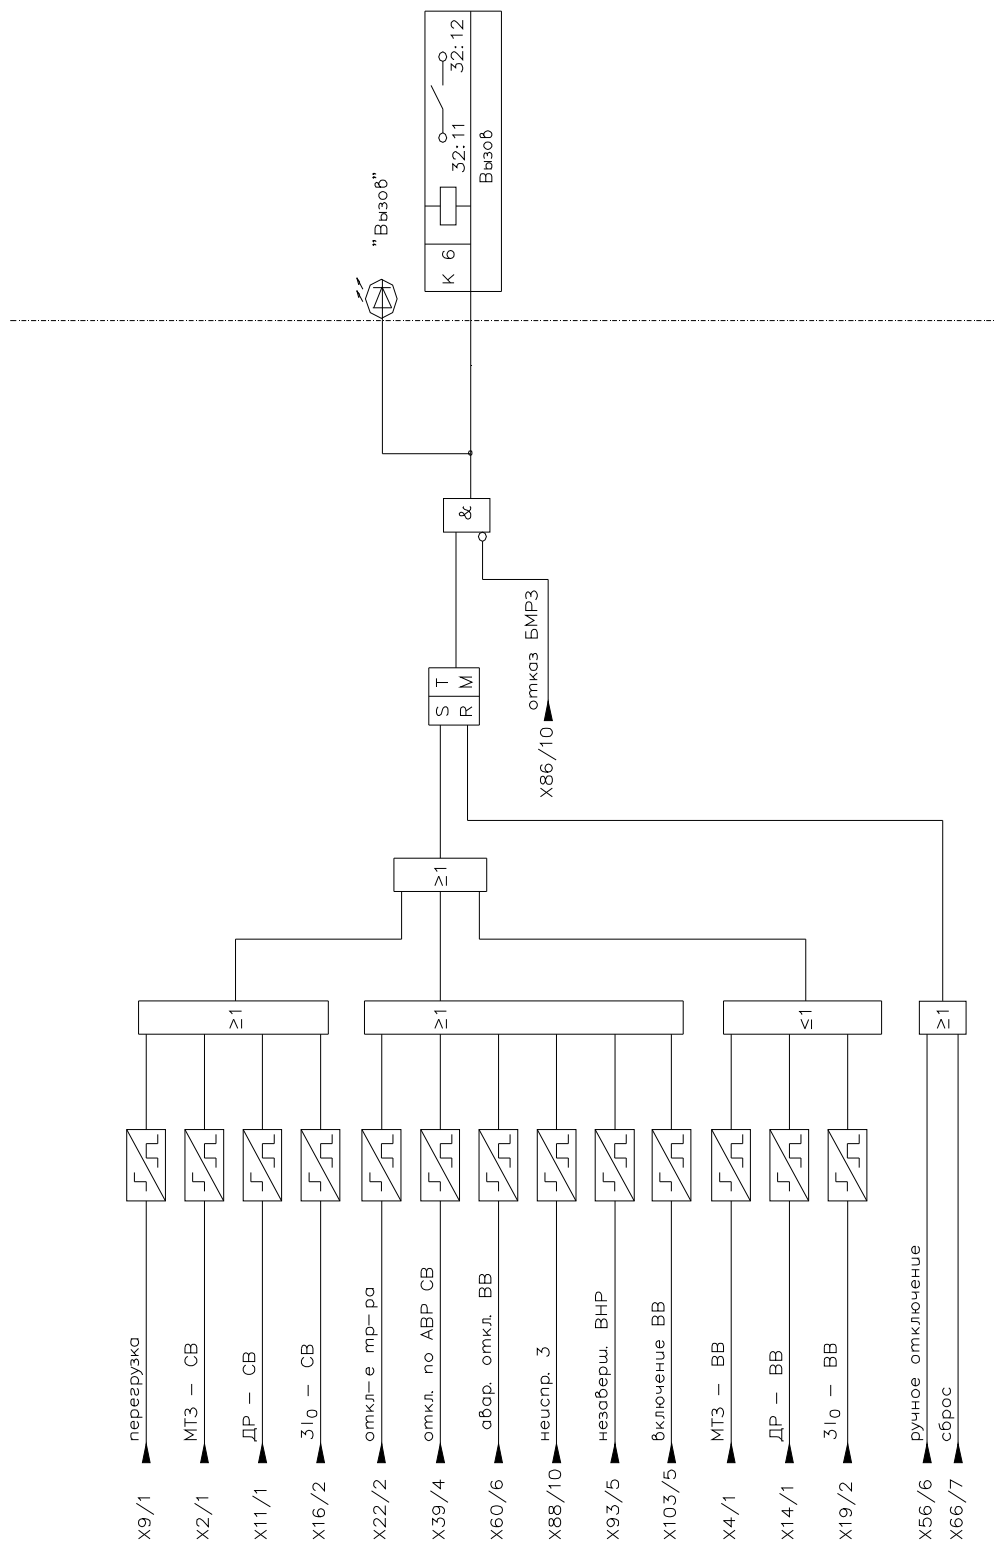 X9/1 перегрузка
X2/1 МТЗ – СВ
X11/1 ДР – СВ
X16/2 3I₀ – СВ
X22/2 откл–е тр–ра
X39/4 откл. по АВР СВ
X60/6 авар. откл. ВВ
X88/10 неиспр. 3
X93/5 незаверш. ВНР
X103/5 включение ВВ
X4/1 МТЗ – ВВ
X14/1 ДР – ВВ
X19/2 3I₀ – ВВ
X56/6 ручное отключение
X66/7 сброс
≥1
≥1
≤1
≥1
≥1
S T
R M
X86/10 отказ БМРЗ
&
"Вызов"
К 6
32:11
32:12
Вызов